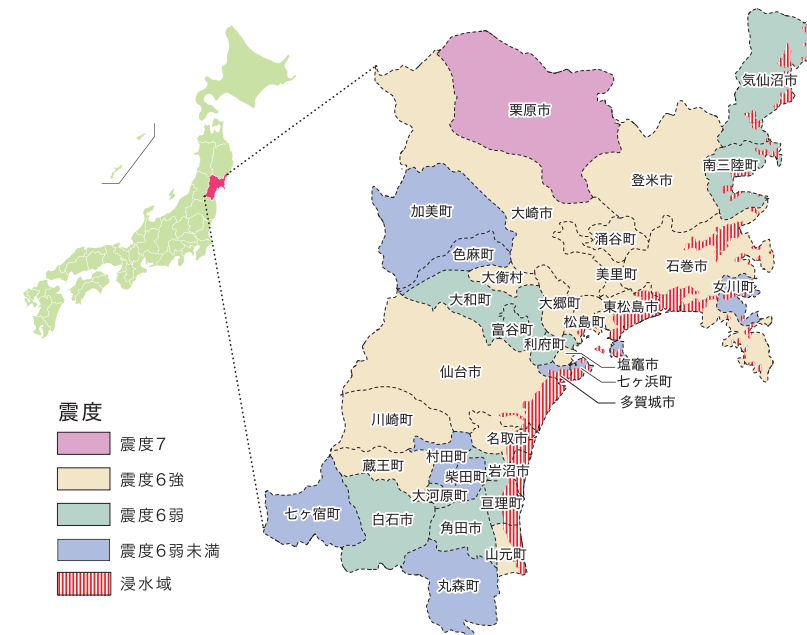 気仙沼市
栗原市
南三陸町
登米市
加美町
大崎市
涌谷町
色麻町
石巻市
美里町
大衡村
女川町
大和町
大郷町
東松島市
松島町
富谷町
利府町
塩竈市
仙台市
七ヶ浜町
多賀城市
川崎町
名取市
村田町
蔵王町
岩沼市
柴田町
大河原町
亘理町
七ヶ宿町
白石市
角田市
山元町
丸森町
震度
震度7
震度6強
震度6弱
震度6弱未満
浸水域